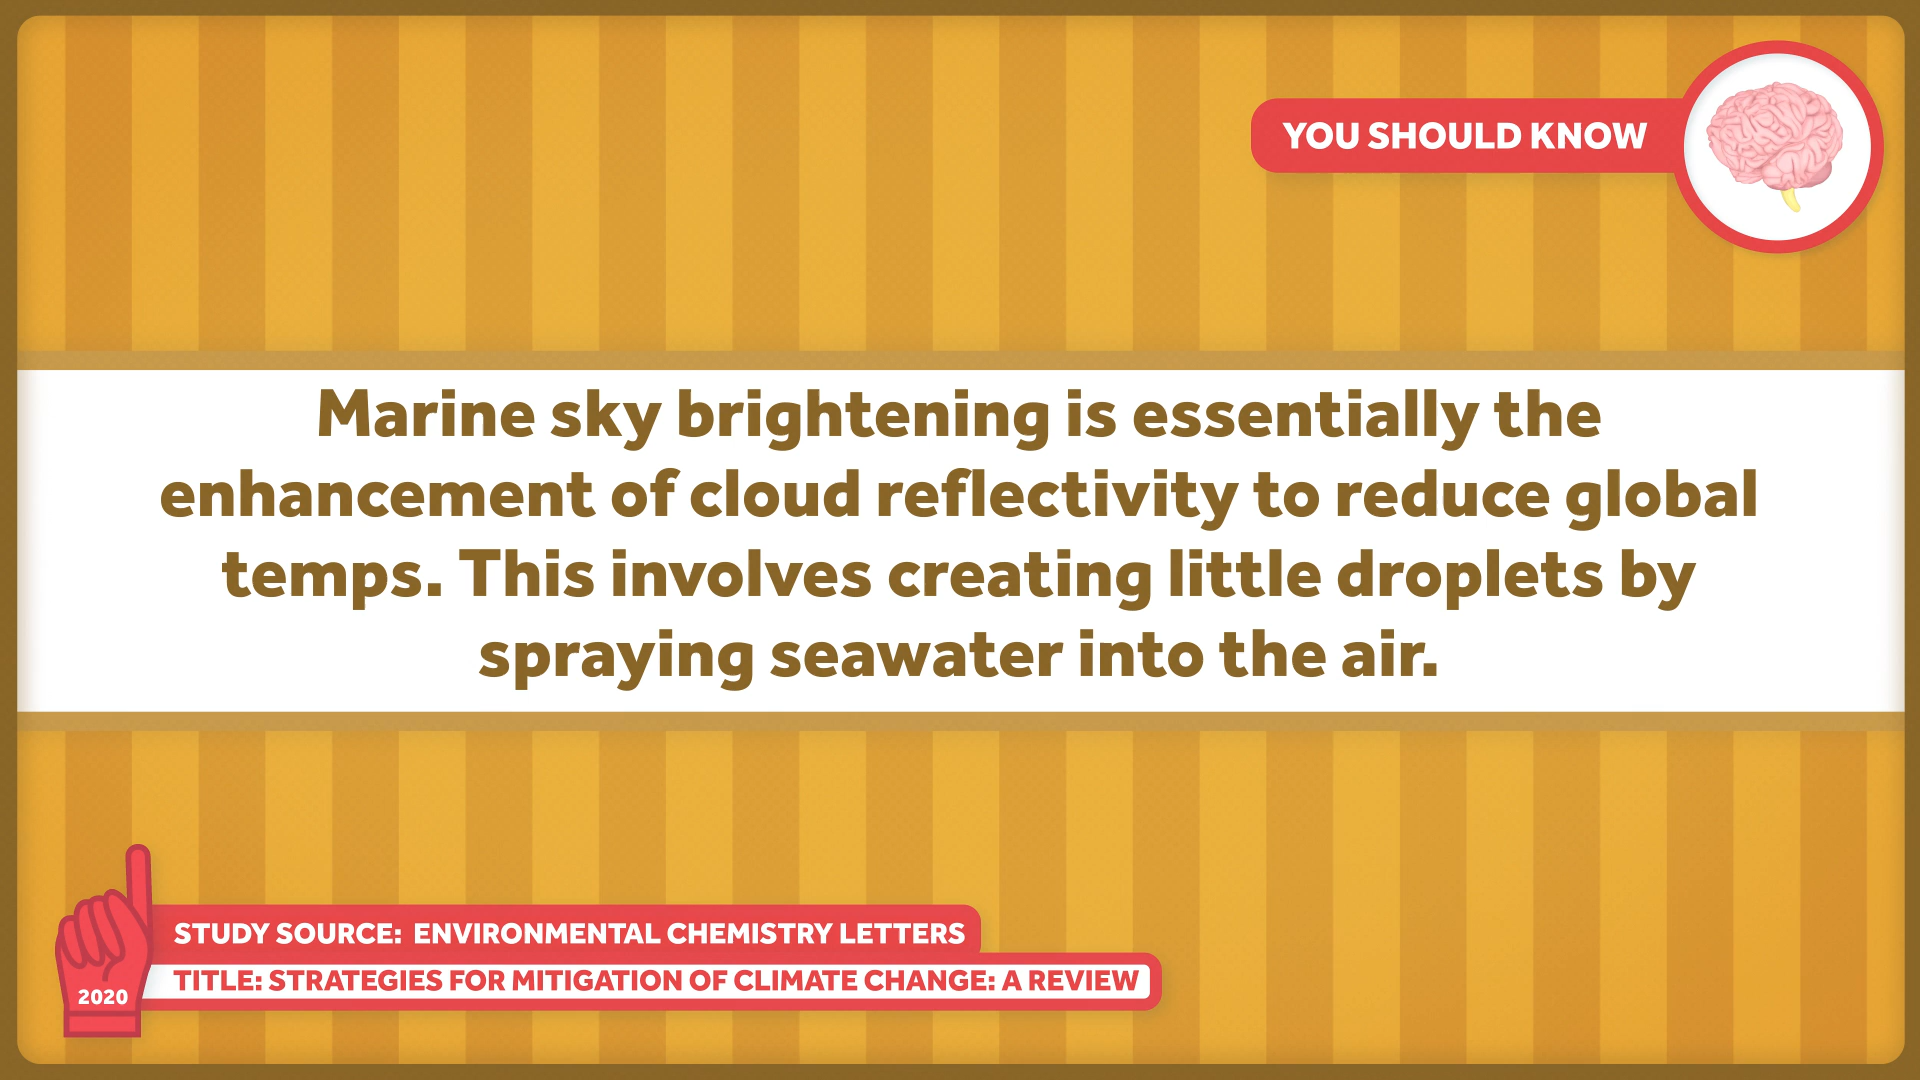 YOU SHOULD KNOW
Marine sky brightening is essentially the
enhancement of cloud reflectivity to reduce global
temps. This involves creating little droplets by
spraying seawater into the air.
STUDY SOURCE: ENVIRONMENTAL CHEMISTRY LETTERS
TITLE: STRATEGIES FOR MITIGATION OF CLIMATE CHANGE: A REVIEW
2020